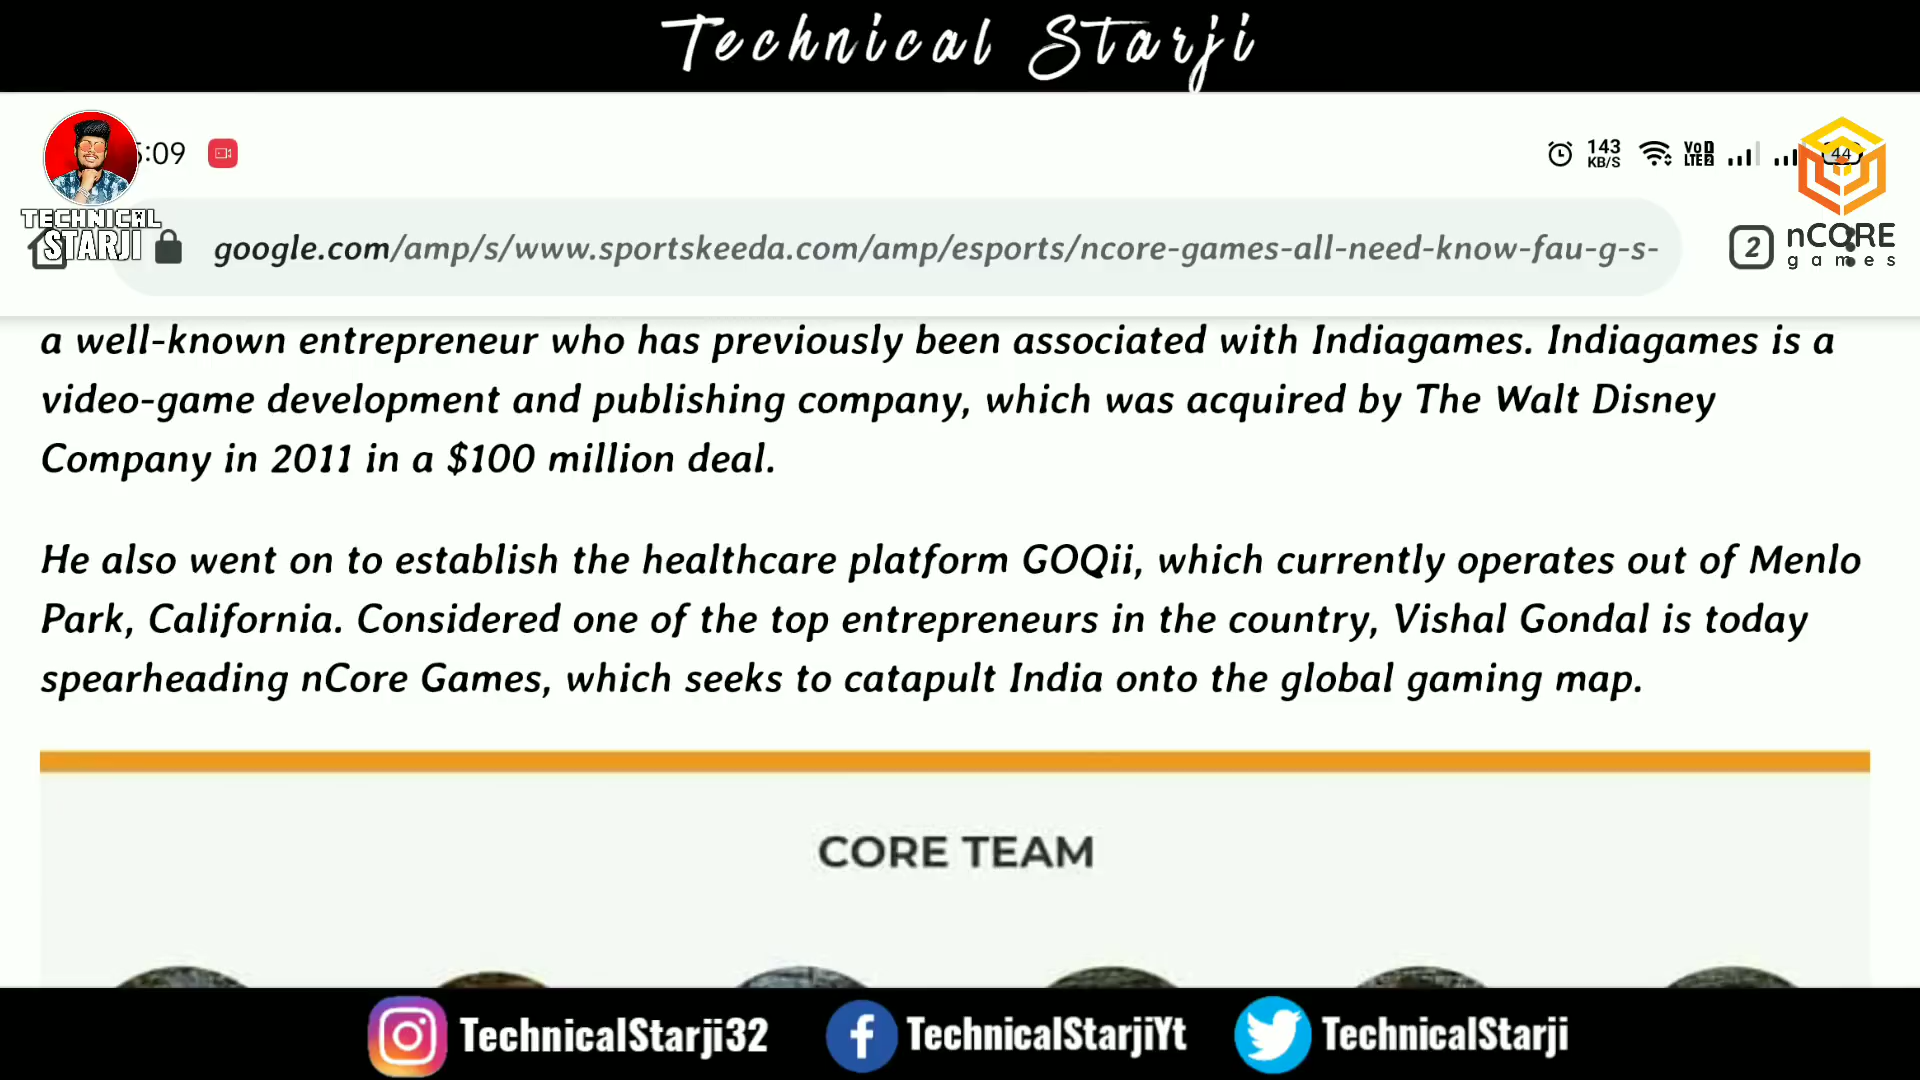 Technical Starji
:09
143
KB/S
Vo
LTE2
44
TECHNICAL
STARJI
google.com/amp/s/www.sportskeeda.com/amp/esports/ncore-games-all-need-know-fau-g-s-
2
nCORE
games
a well-known entrepreneur who has previously been associated with Indiagames. Indiagames is a
video-game development and publishing company, which was acquired by The Walt Disney
Company in 2011 in a $100 million deal.
He also went on to establish the healthcare platform GOQii, which currently operates out of Menlo
Park, California. Considered one of the top entrepreneurs in the country, Vishal Gondal is today
spearheading nCore Games, which seeks to catapult India onto the global gaming map.
CORE TEAM
TechnicalStarji32
TechnicalStarjiYt
TechnicalStarji